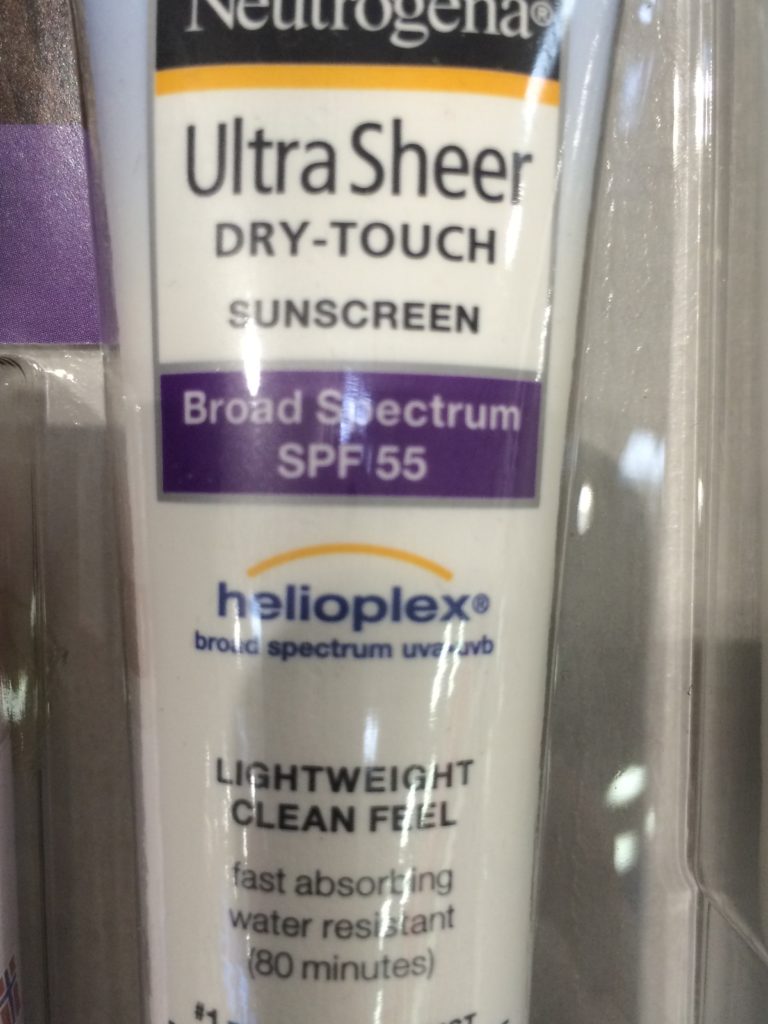 Neutrogena®
Ultra Sheer
DRY-TOUCH
SUNSCREEN
Broad Spectrum
SPF 55
helioplex®
broad spectrum uva•uvb
LIGHTWEIGHT
CLEAN FEEL
fast absorbing
water resistant
(80 minutes)
#1